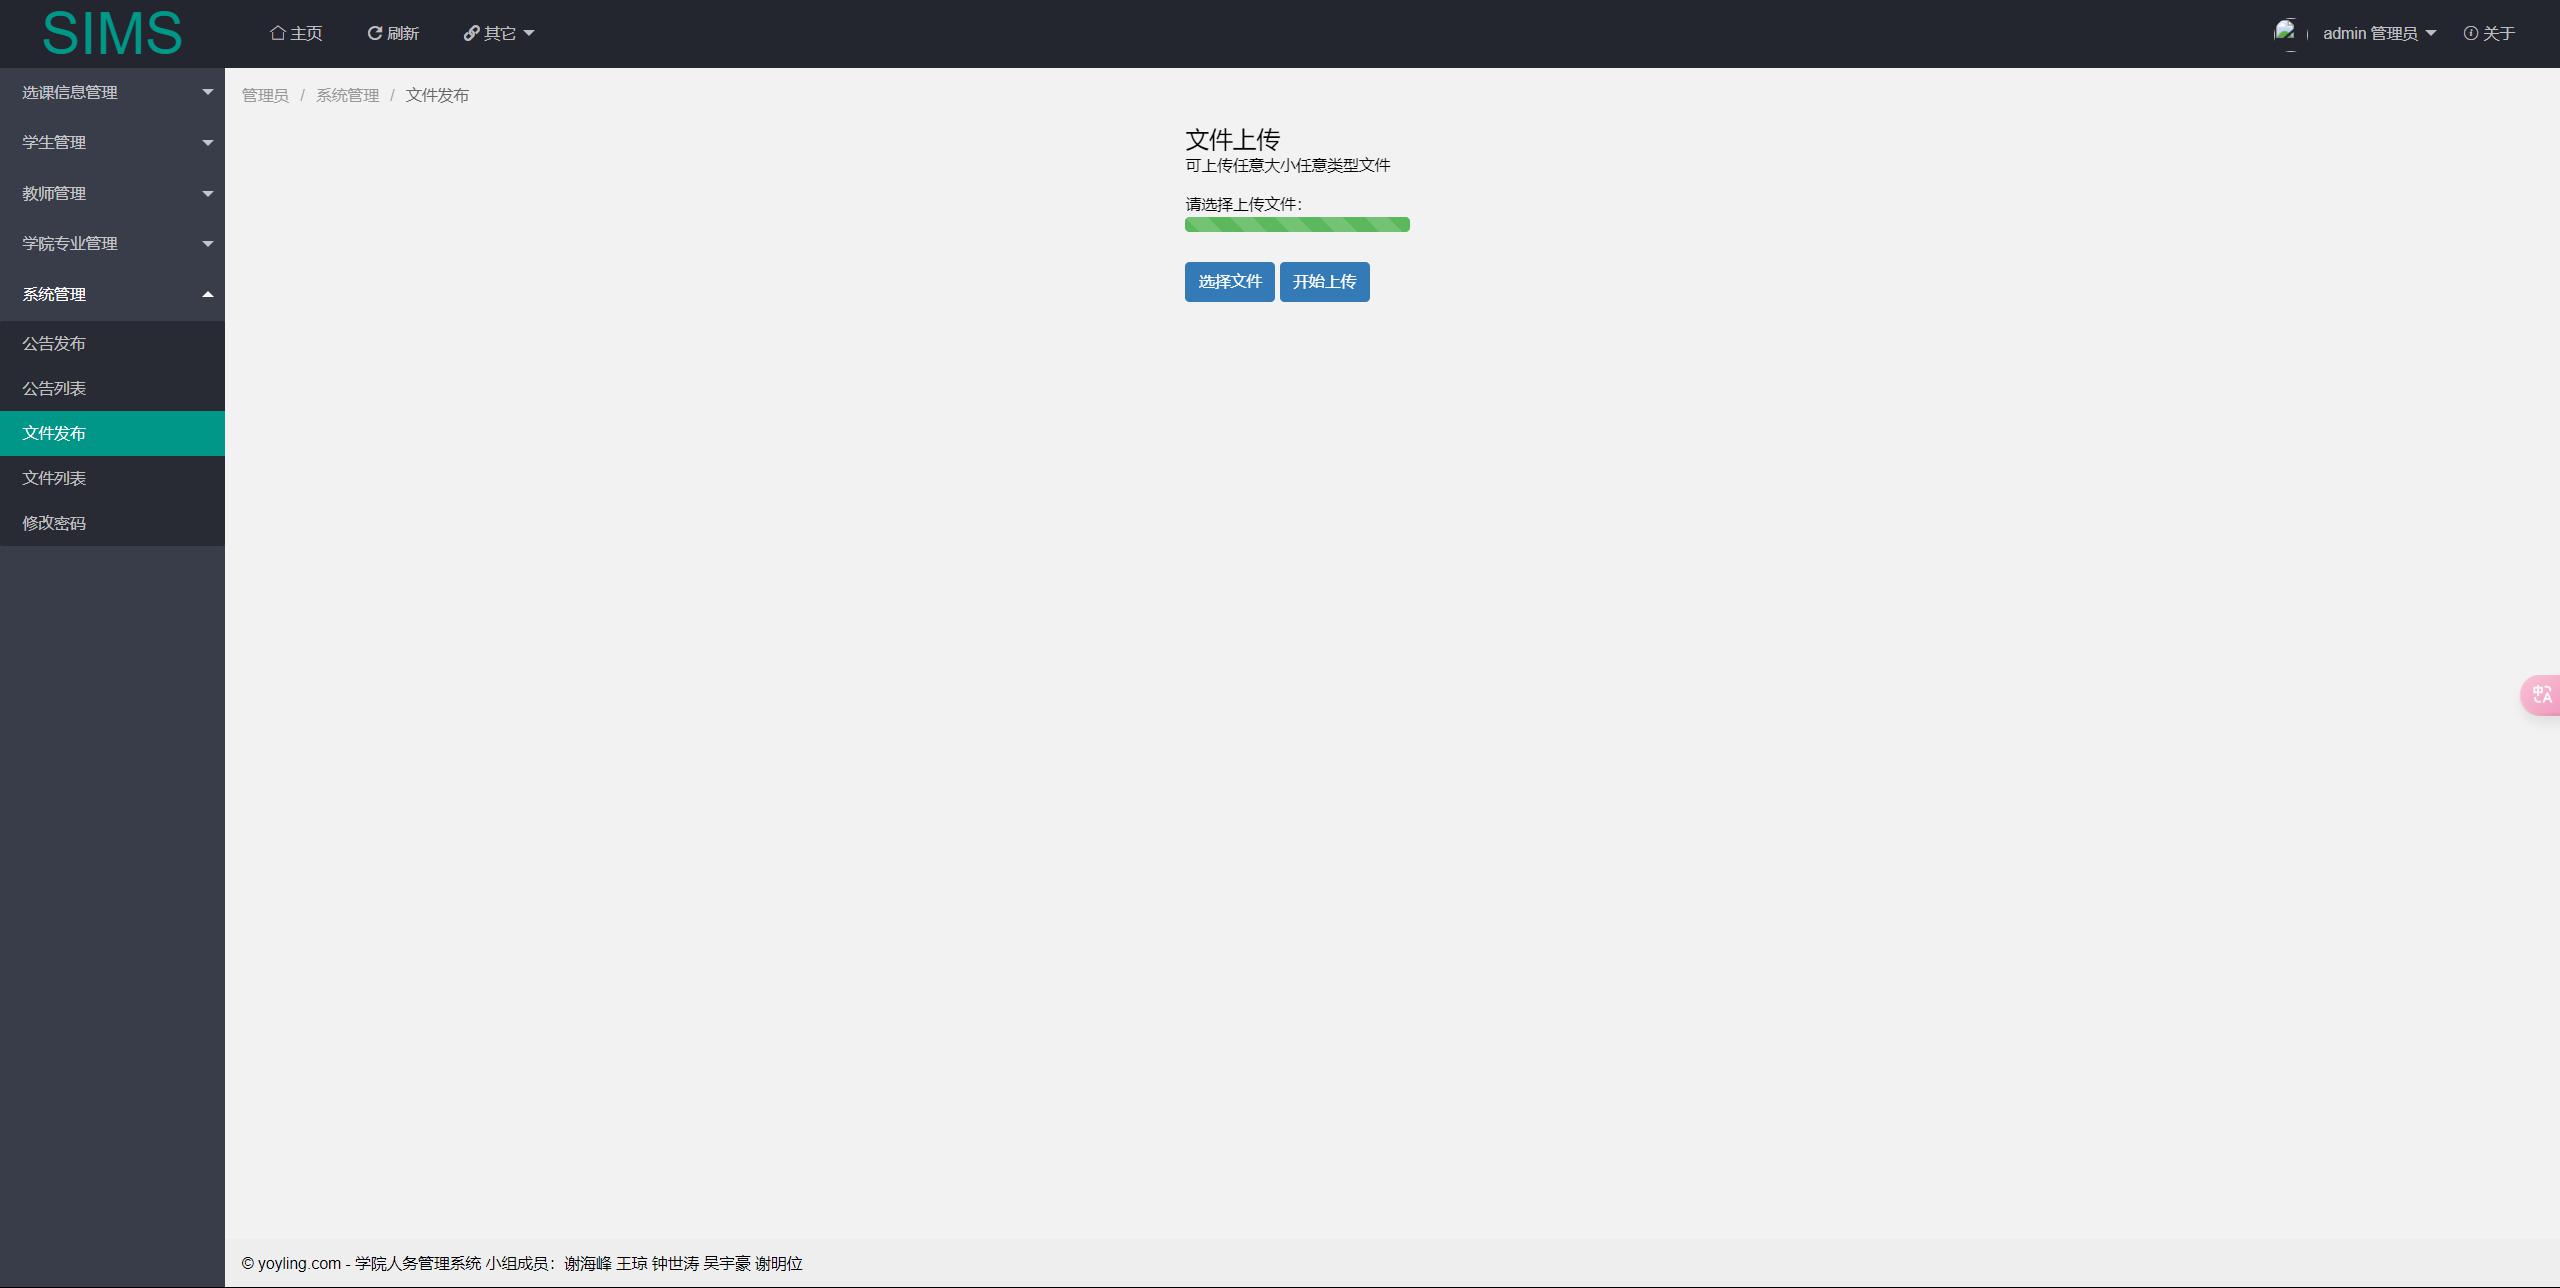 SIMS
主页 刷新 其它
admin 管理员 关于
选课信息管理
学生管理
教师管理
学院专业管理
系统管理
公告发布
公告列表
文件发布
文件列表
修改密码
管理员 / 系统管理 / 文件发布
文件上传
可上传任意大小任意类型文件
请选择上传文件：
选择文件 开始上传
© yoyling.com - 学院人务管理系统 小组成员：谢海峰 王琼 钟世涛 吴宇豪 谢明位